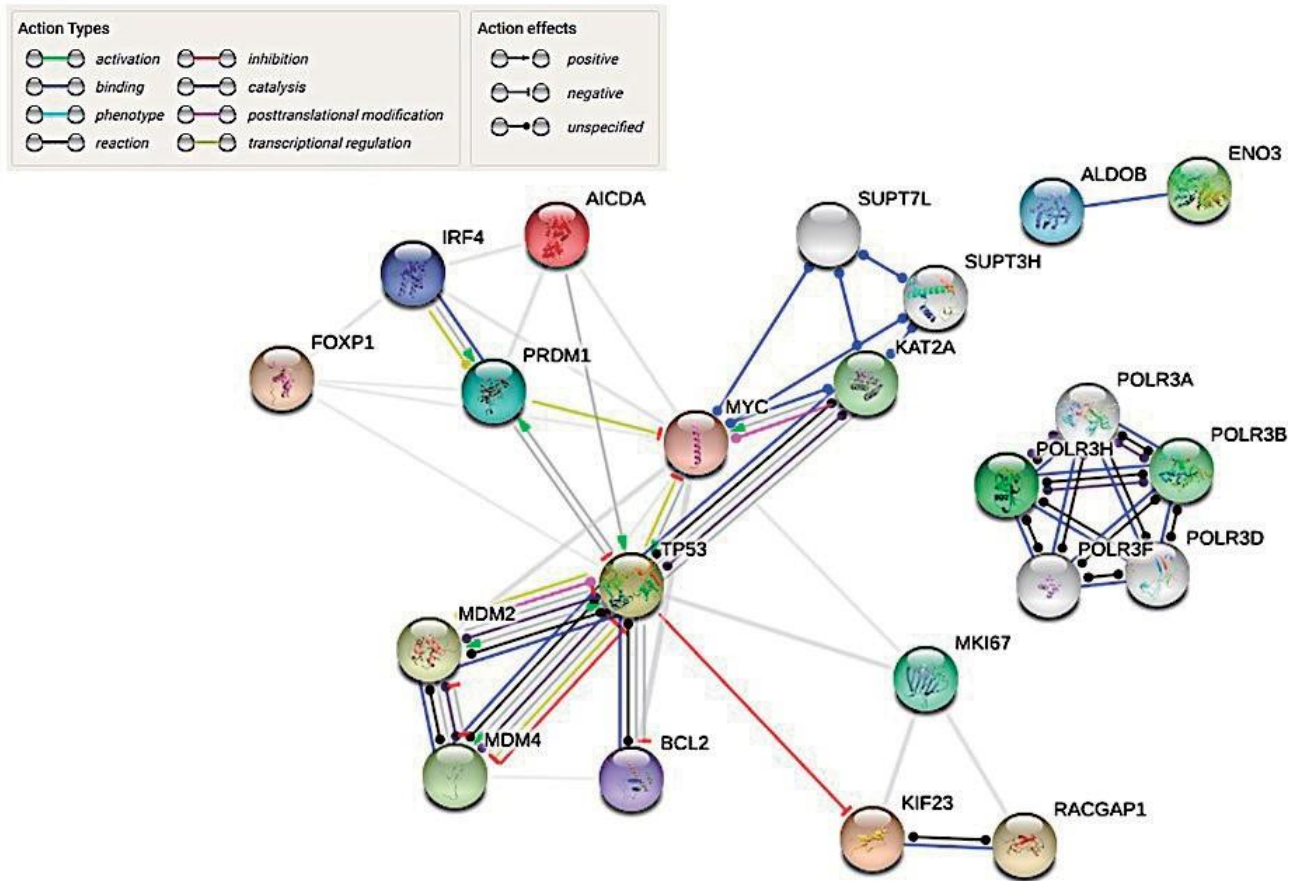 Action Types
activation
inhibition
binding
catalysis
phenotype
posttranslational modification
reaction
transcriptional regulation
Action effects
positive
negative
unspecified
ENO3
ALDOB
AICDA
SUPT7L
IRF4
SUPT3H
FOXP1
PRDM1
KAT2A
MYC
POLR3A
POLR3B
POLR3H
TP53
POLR3F
POLR3D
MDM2
MKI67
MDM4
BCL2
KIF23
RACGAP1